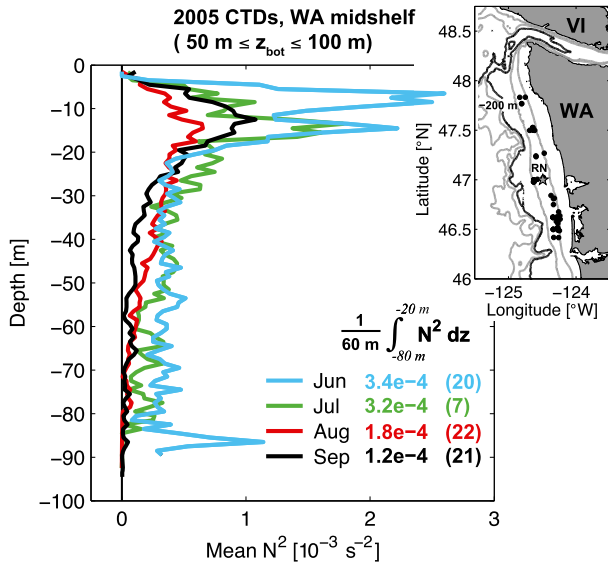 2005 CTDs, WA midshelf
( 50 m ≤ z_bot ≤ 100 m)
0
−10
−20
−30
−40
−50
−60
−70
−80
−90
−100
Depth [m]
0 1 2 3
Mean N² [10⁻³ s⁻²]
1/60 m ∫ −20 m −80 m N² dz
Jun 3.4e−4 (20)
Jul 3.2e−4 (7)
Aug 1.8e−4 (22)
Sep 1.2e−4 (21)
48.5
48
47.5
47
46.5
46
Latitude [°N]
−125 −124
Longitude [°W]
VI
WA
−200 m
RN